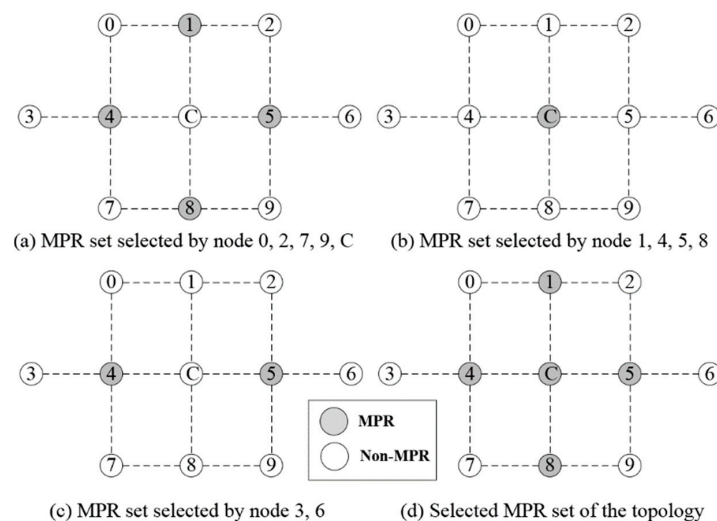 0 1 2
3 4 C 5 6
7 8 9
(a) MPR set selected by node 0, 2, 7, 9, C
0 1 2
3 4 C 5 6
7 8 9
(b) MPR set selected by node 1, 4, 5, 8
0 1 2
3 4 C 5 6
7 8 9
(c) MPR set selected by node 3, 6
MPR
Non-MPR
0 1 2
3 4 C 5 6
7 8 9
(d) Selected MPR set of the topology